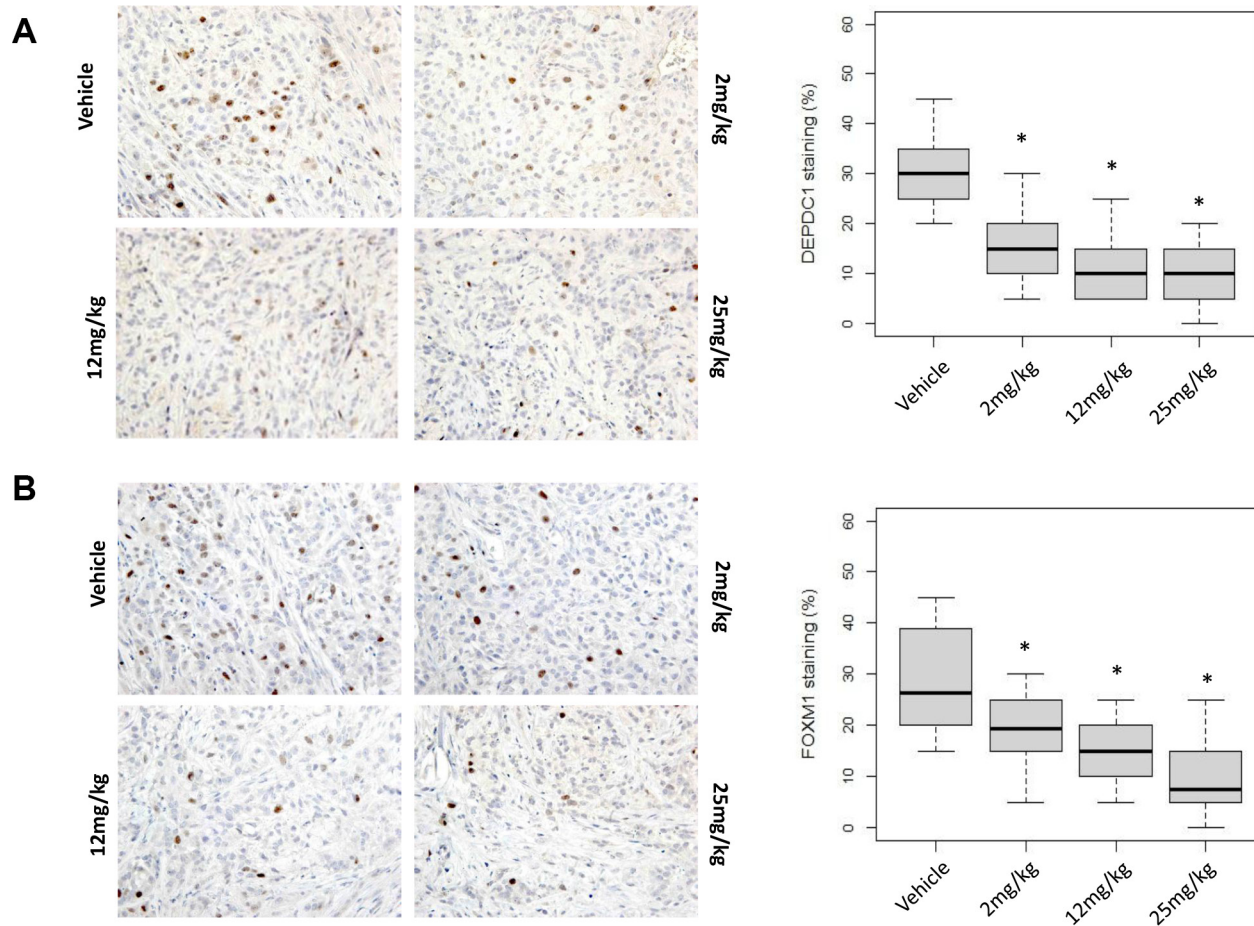 A
Vehicle
2mg/kg
12mg/kg
25mg/kg
DEPDC1 staining (%)
60
50
40
30
20
10
0
*
*
*
Vehicle
2mg/kg
12mg/kg
25mg/kg
B
Vehicle
2mg/kg
12mg/kg
25mg/kg
FOXM1 staining (%)
60
50
40
30
20
10
0
*
*
*
Vehicle
2mg/kg
12mg/kg
25mg/kg